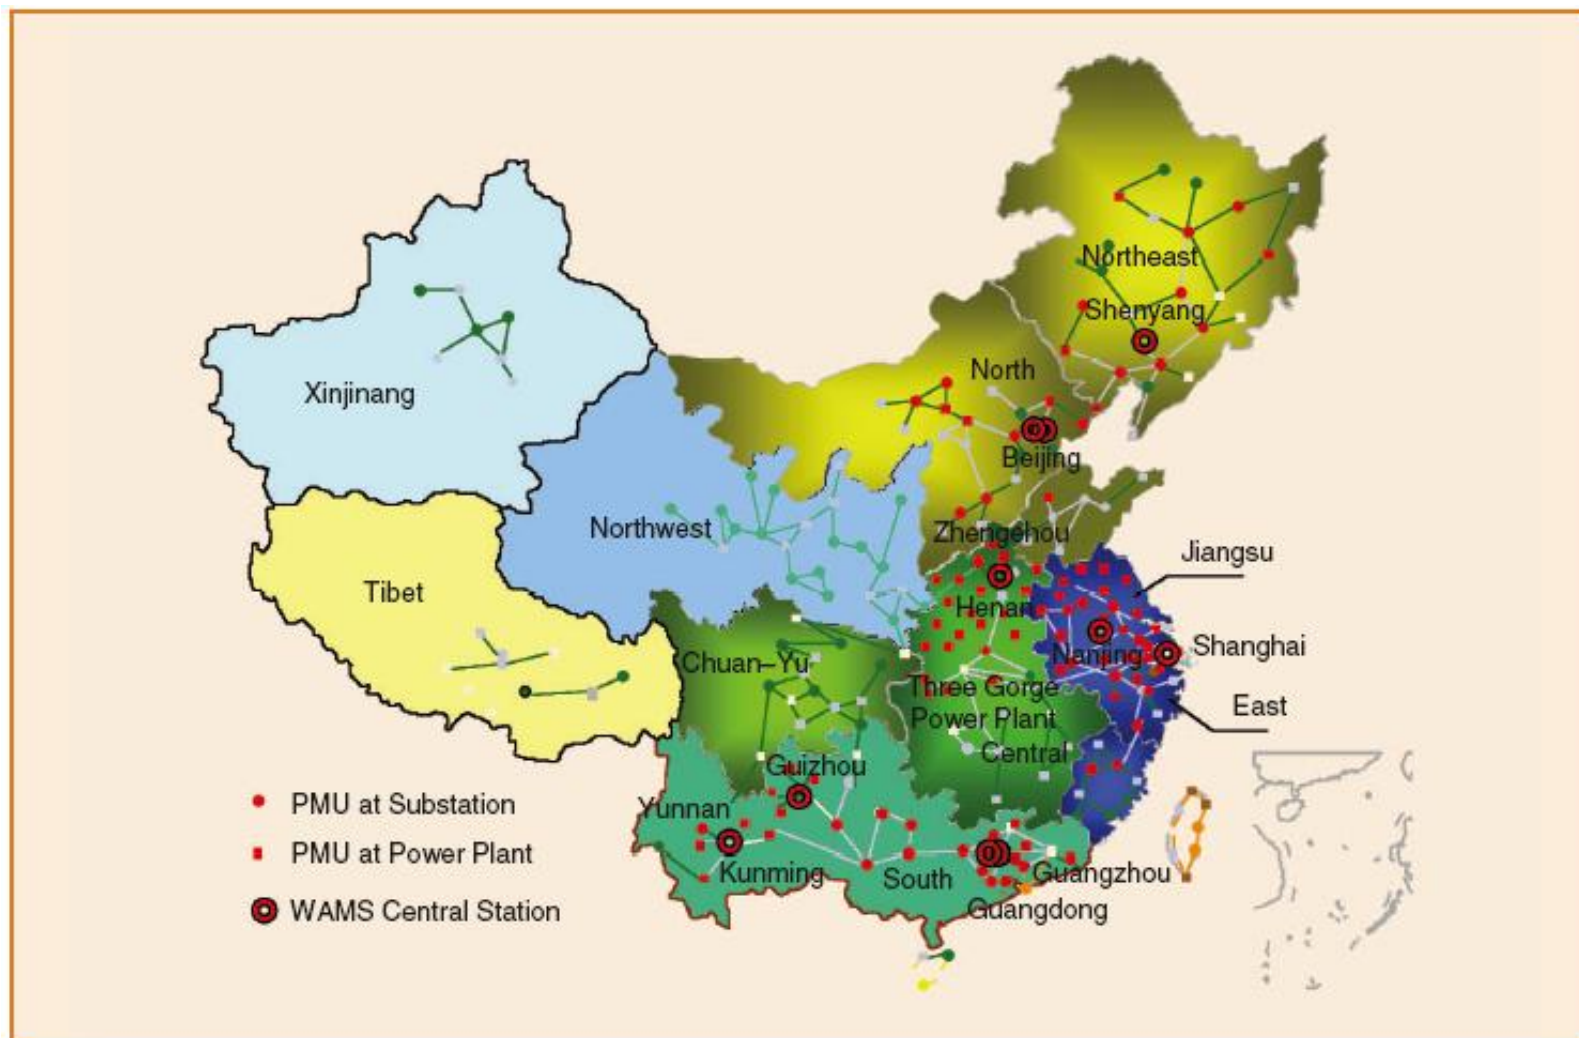 Northeast
Shenyang
North
Xinjinang
Beijing
Northwest
Zhengehou
Jiangsu
Tibet
Henan
Shanghai
Nanjing
Chuan–Yu
Three Gorge
Power Plant
East
Central
Guizhou
Yunnan
Kunming
South
Guangzhou
Guangdong
PMU at Substation
PMU at Power Plant
WAMS Central Station